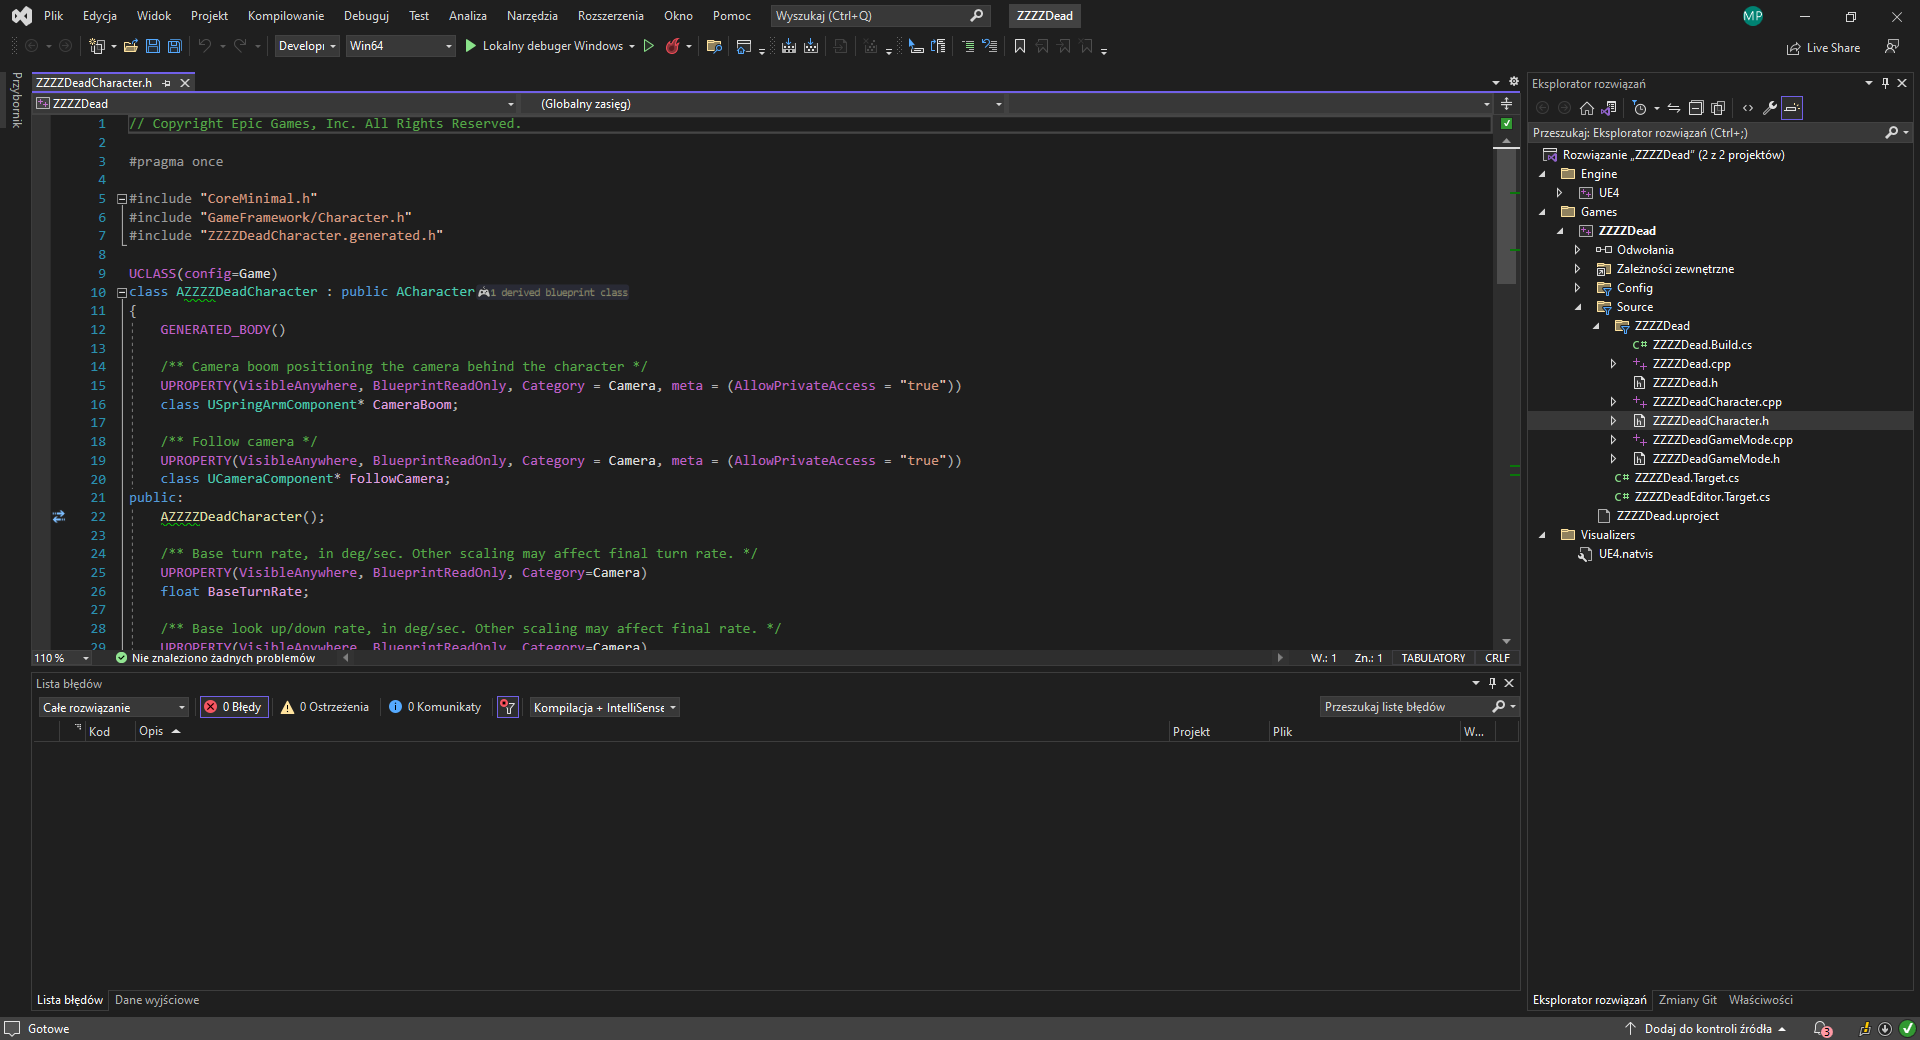 Plik Edycja Widok Projekt Kompilowanie Debuguj Test Analiza Narzędzia Rozszerzenia Okno Pomoc Wyszukaj (Ctrl+Q) ZZZZDead MP
Developı Win64 Lokalny debuger Windows Live Share
Przybornik
ZZZZDeadCharacter.h
ZZZZDead (Globalny zasięg)
1 // Copyright Epic Games, Inc. All Rights Reserved.
2
3 #pragma once
4
5 #include "CoreMinimal.h"
6 #include "GameFramework/Character.h"
7 #include "ZZZZDeadCharacter.generated.h"
8
9 UCLASS(config=Game)
10 class AZZZZDeadCharacter : public ACharacter 1 derived blueprint class
11 {
12 GENERATED_BODY()
13
14 /** Camera boom positioning the camera behind the character */
15 UPROPERTY(VisibleAnywhere, BlueprintReadOnly, Category = Camera, meta = (AllowPrivateAccess = "true"))
16 class USpringArmComponent* CameraBoom;
17
18 /** Follow camera */
19 UPROPERTY(VisibleAnywhere, BlueprintReadOnly, Category = Camera, meta = (AllowPrivateAccess = "true"))
20 class UCameraComponent* FollowCamera;
21 public:
22 AZZZZDeadCharacter();
23
24 /** Base turn rate, in deg/sec. Other scaling may affect final turn rate. */
25 UPROPERTY(VisibleAnywhere, BlueprintReadOnly, Category=Camera)
26 float BaseTurnRate;
27
28 /** Base look up/down rate, in deg/sec. Other scaling may affect final rate. */
29 UPROPERTY(VisibleAnywhere, BlueprintReadOnly, Category=Camera)
110 % Nie znaleziono żadnych problemów W.: 1 Zn.: 1 TABULATORY CRLF
Lista błędów
Całe rozwiązanie 0 Błędy 0 Ostrzeżenia 0 Komunikaty Kompilacja + IntelliSense Przeszukaj listę błędów
Kod Opis Projekt Plik W...
Lista błędów Dane wyjściowe
Eksplorator rozwiązań
Przeszukaj: Eksplorator rozwiązań (Ctrl+;)
Rozwiązanie „ZZZZDead” (2 z 2 projektów)
Engine
UE4
Games
ZZZZDead
Odwołania
Zależności zewnętrzne
Config
Source
ZZZZDead
C# ZZZZDead.Build.cs
ZZZZDead.cpp
ZZZZDead.h
ZZZZDeadCharacter.cpp
ZZZZDeadCharacter.h
ZZZZDeadGameMode.cpp
ZZZZDeadGameMode.h
C# ZZZZDead.Target.cs
C# ZZZZDeadEditor.Target.cs
ZZZZDead.uproject
Visualizers
UE4.natvis
Eksplorator rozwiązań Zmiany Git Właściwości
Gotowe Dodaj do kontroli źródła 3